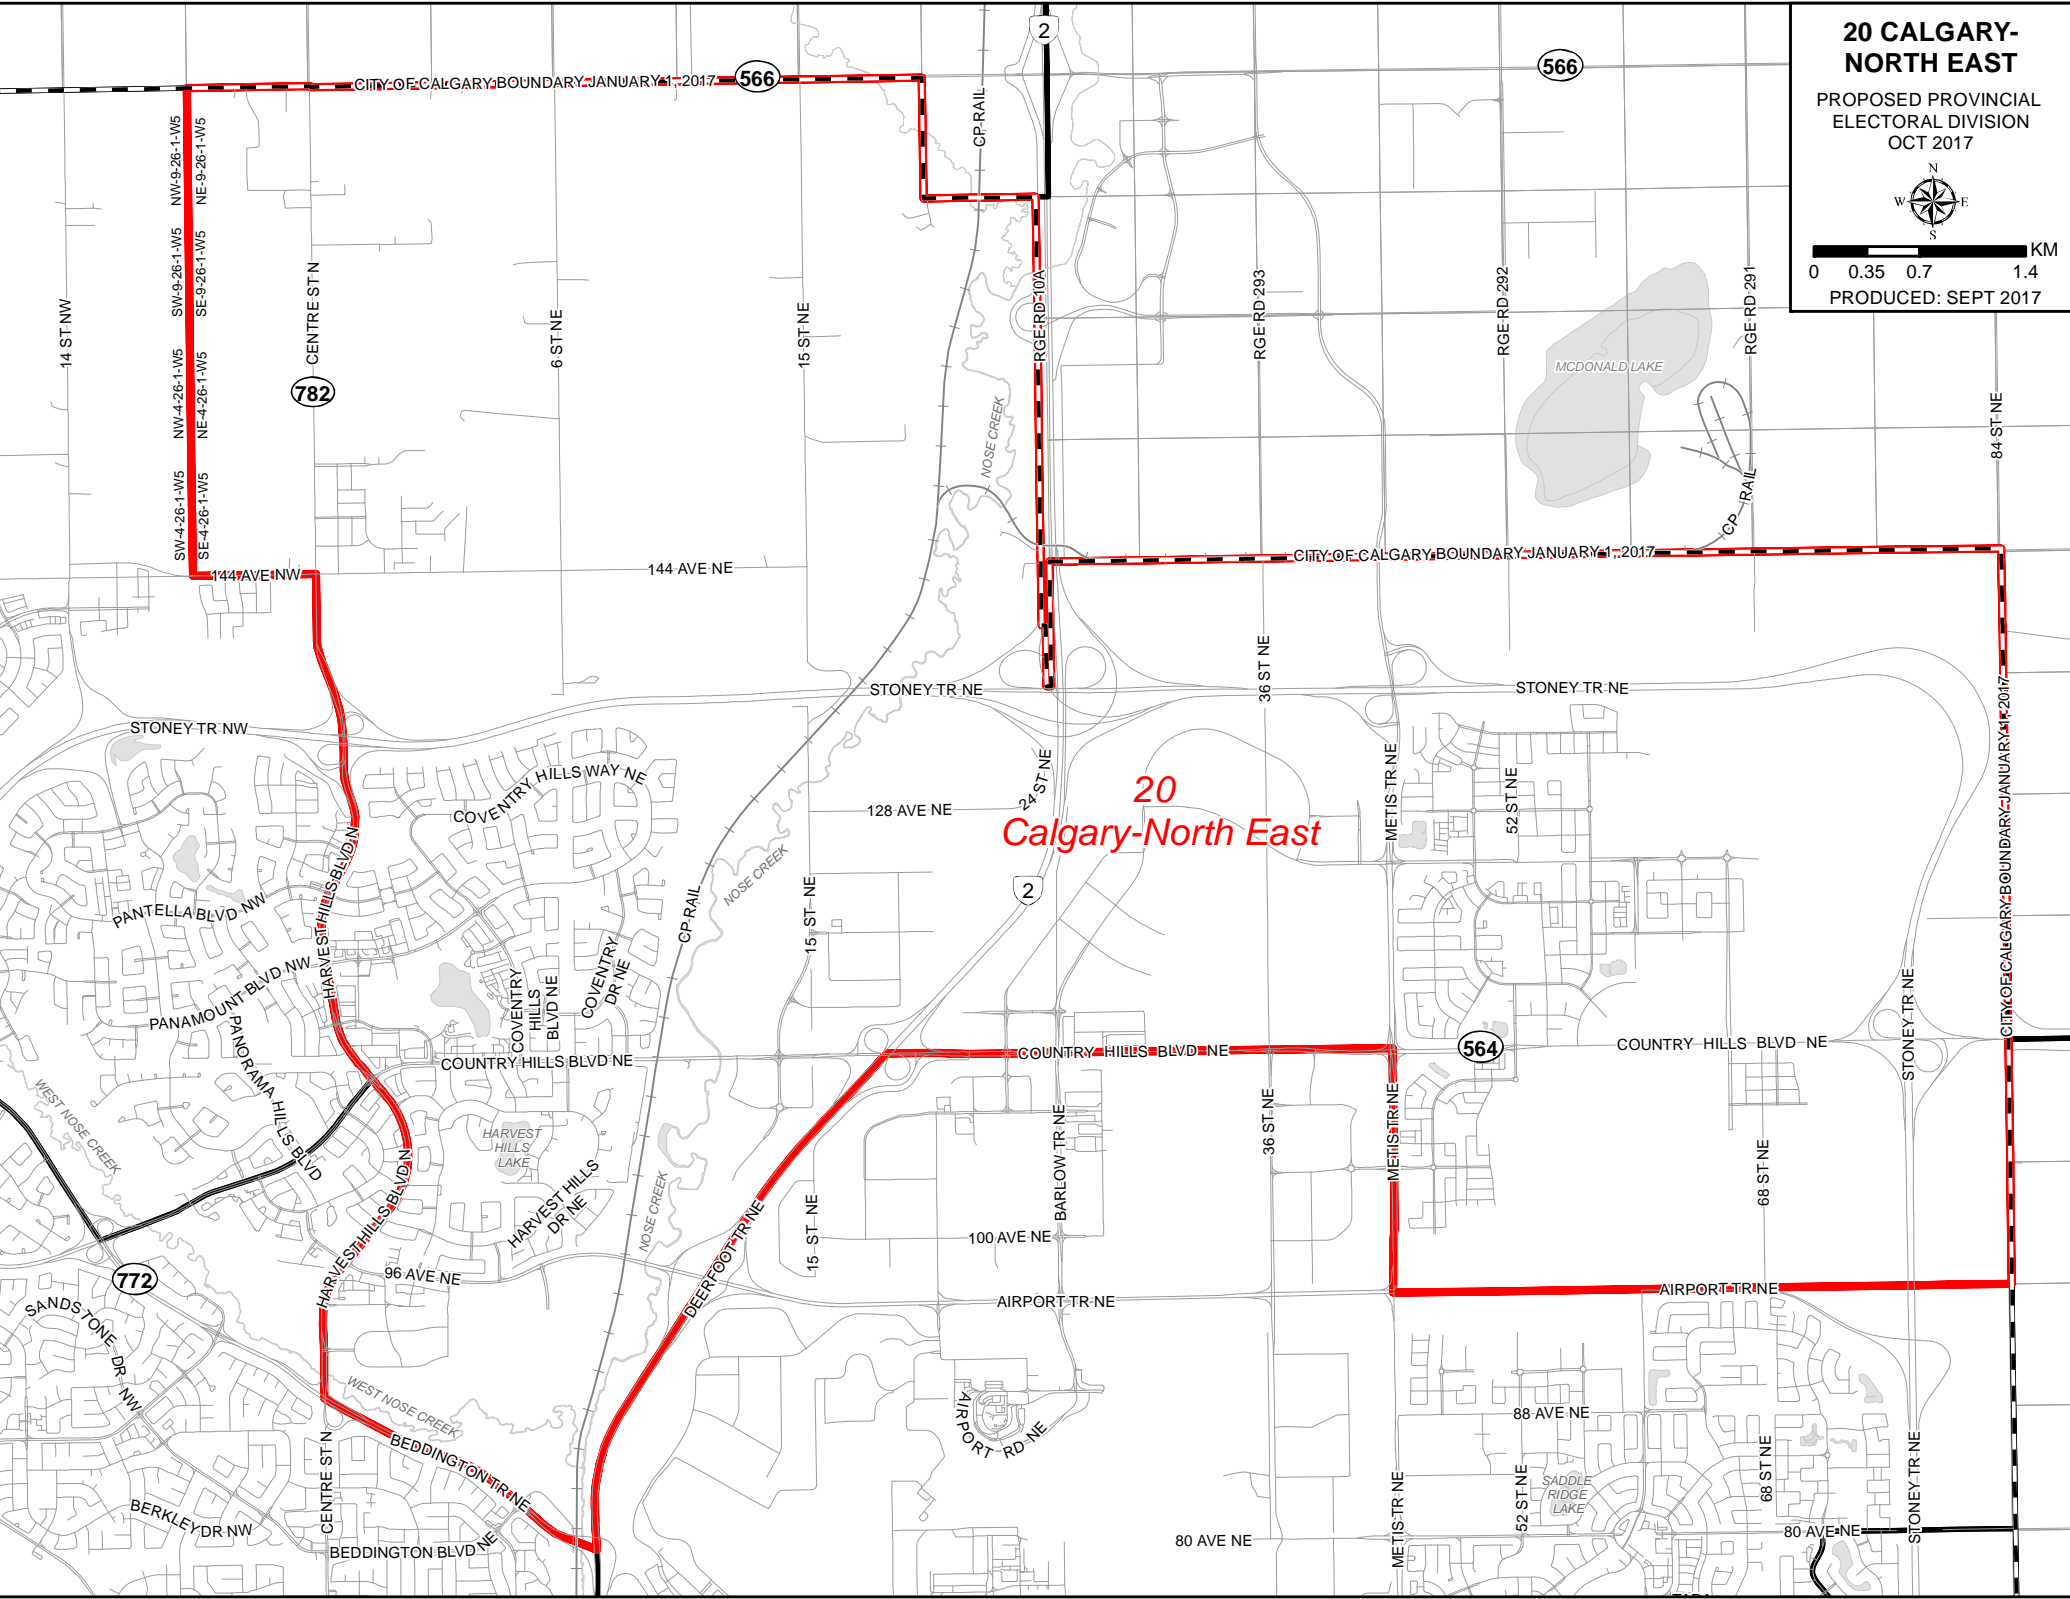 20 CALGARY-
NORTH EAST
PROPOSED PROVINCIAL
ELECTORAL DIVISION
OCT 2017
N
W
E
S
KM
0
0.35
0.7
1.4
PRODUCED: SEPT 2017
2
566
566
CITY OF CALGARY BOUNDARY JANUARY 1, 2017
CP RAIL
NW-9-26-1-W5
NE-9-26-1-W5
SW-9-26-1-W5
SE-9-26-1-W5
NW-4-26-1-W5
NE-4-26-1-W5
SW-4-26-1-W5
SE-4-26-1-W5
14 ST NW
CENTRE ST N
782
6 ST NE
15 ST NE
RGE RD 10A
RGE RD 293
RGE RD 292
RGE RD 291
MCDONALD LAKE
84 ST NE
NOSE CREEK
CP RAIL
CITY OF CALGARY BOUNDARY JANUARY 1, 2017
144 AVE NW
144 AVE NE
36 ST NE
STONEY TR NE
STONEY TR NE
STONEY TR NW
CITY OF CALGARY BOUNDARY JANUARY 1, 2017
COVENTRY HILLS WAY NE
128 AVE NE
24 ST NE
20
Calgary-North East
METIS TR NE
52 ST NE
2
NOSE CREEK
CP RAIL
15 ST NE
HARVEST HILLS BLVD N
PANTELLA BLVD NW
PANAMOUNT BLVD NW
PANORAMA HILLS BLVD
COVENTRY
HILLS
BLVD NE
COVENTRY
DR NE
COUNTRY HILLS BLVD NE
COUNTRY HILLS BLVD NE
564
COUNTRY HILLS BLVD NE
STONEY TR NE
WEST NOSE CREEK
HARVEST
HILLS
LAKE
HARVEST HILLS
DR NE
HARVEST HILLS BLVD N
NOSE CREEK
DEERFOOT TR NE
15 ST NE
BARLOW TR NE
36 ST NE
METIS TR NE
68 ST NE
100 AVE NE
96 AVE NE
772
AIRPORT TR NE
AIRPORT TR NE
SANDSTONE DR NW
WEST NOSE CREEK
AIRPORT RD NE
88 AVE NE
CENTRE ST N
BEDDINGTON TR NE
BERKLEY DR NW
BEDDINGTON BLVD NE
80 AVE NE
METIS TR NE
52 ST NE
SADDLE
RIDGE
LAKE
68 ST NE
80 AVE NE
STONEY TR NE